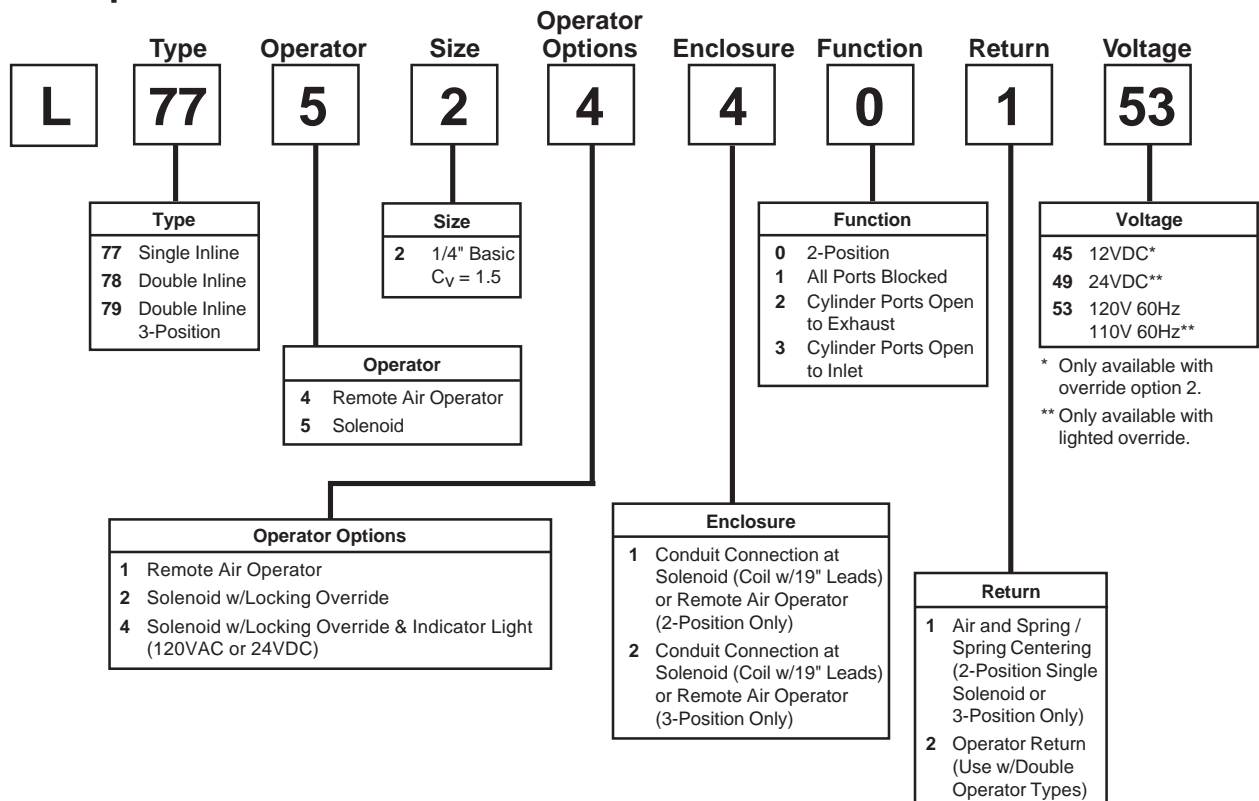 Type Operator Size Operator Options Enclosure Function Return Voltage
L 77 5 2 4 4 0 1 53
Type
77 Single Inline
78 Double Inline
79 Double Inline
3-Position
Operator
4 Remote Air Operator
5 Solenoid
Size
2 1/4" Basic
CV = 1.5
Operator Options
1 Remote Air Operator
2 Solenoid w/Locking Override
4 Solenoid w/Locking Override & Indicator Light
(120VAC or 24VDC)
Enclosure
1 Conduit Connection at
Solenoid (Coil w/19" Leads)
or Remote Air Operator
(2-Position Only)
2 Conduit Connection at
Solenoid (Coil w/19" Leads)
or Remote Air Operator
(3-Position Only)
Function
0 2-Position
1 All Ports Blocked
2 Cylinder Ports Open
to Exhaust
3 Cylinder Ports Open
to Inlet
Return
1 Air and Spring /
Spring Centering
(2-Position Single
Solenoid or
3-Position Only)
2 Operator Return
(Use w/Double
Operator Types)
Voltage
45 12VDC*
49 24VDC**
53 120V 60Hz
110V 60Hz**
* Only available with
override option 2.
** Only available with
lighted override.